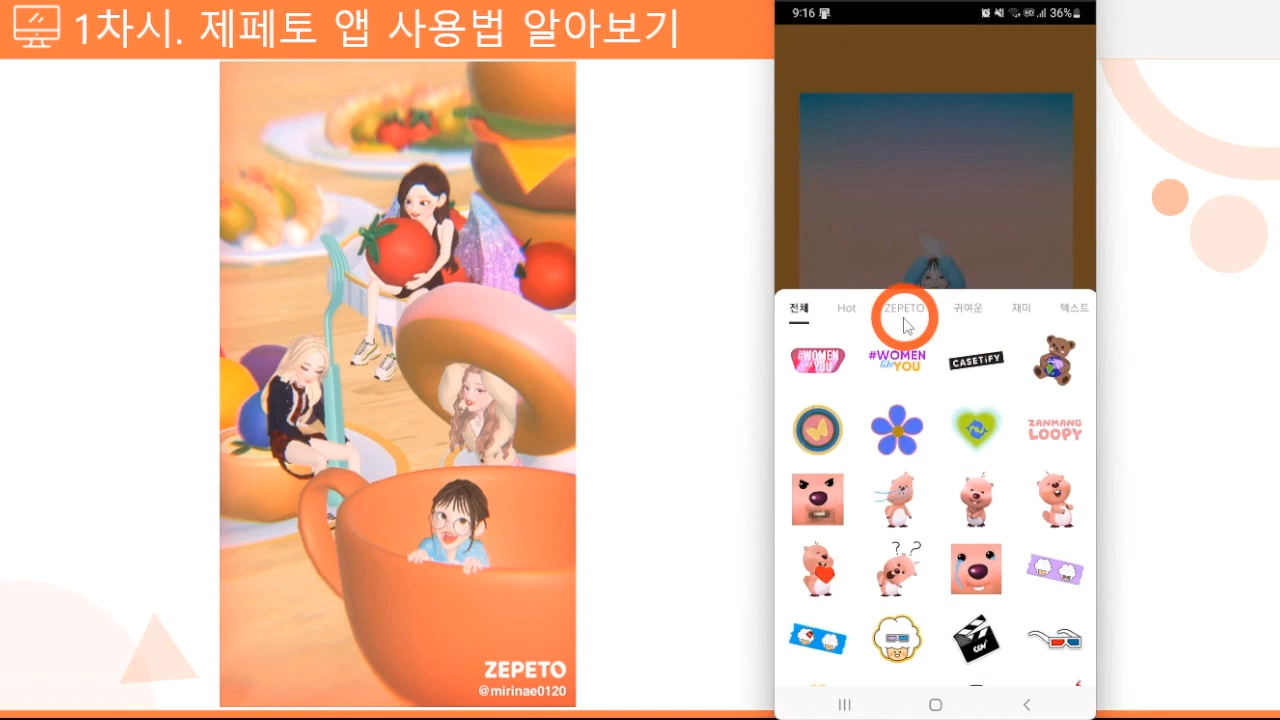 1차시. 제페토 앱 사용법 알아보기
ZEPETO
@mirinae0120
9:16
36%
전체 Hot ZEPETO 귀여운 재미 텍스트
#WOMEN
#WOMEN
like YOU
CASETiFY
ZANMANG
LOOPY
? ?